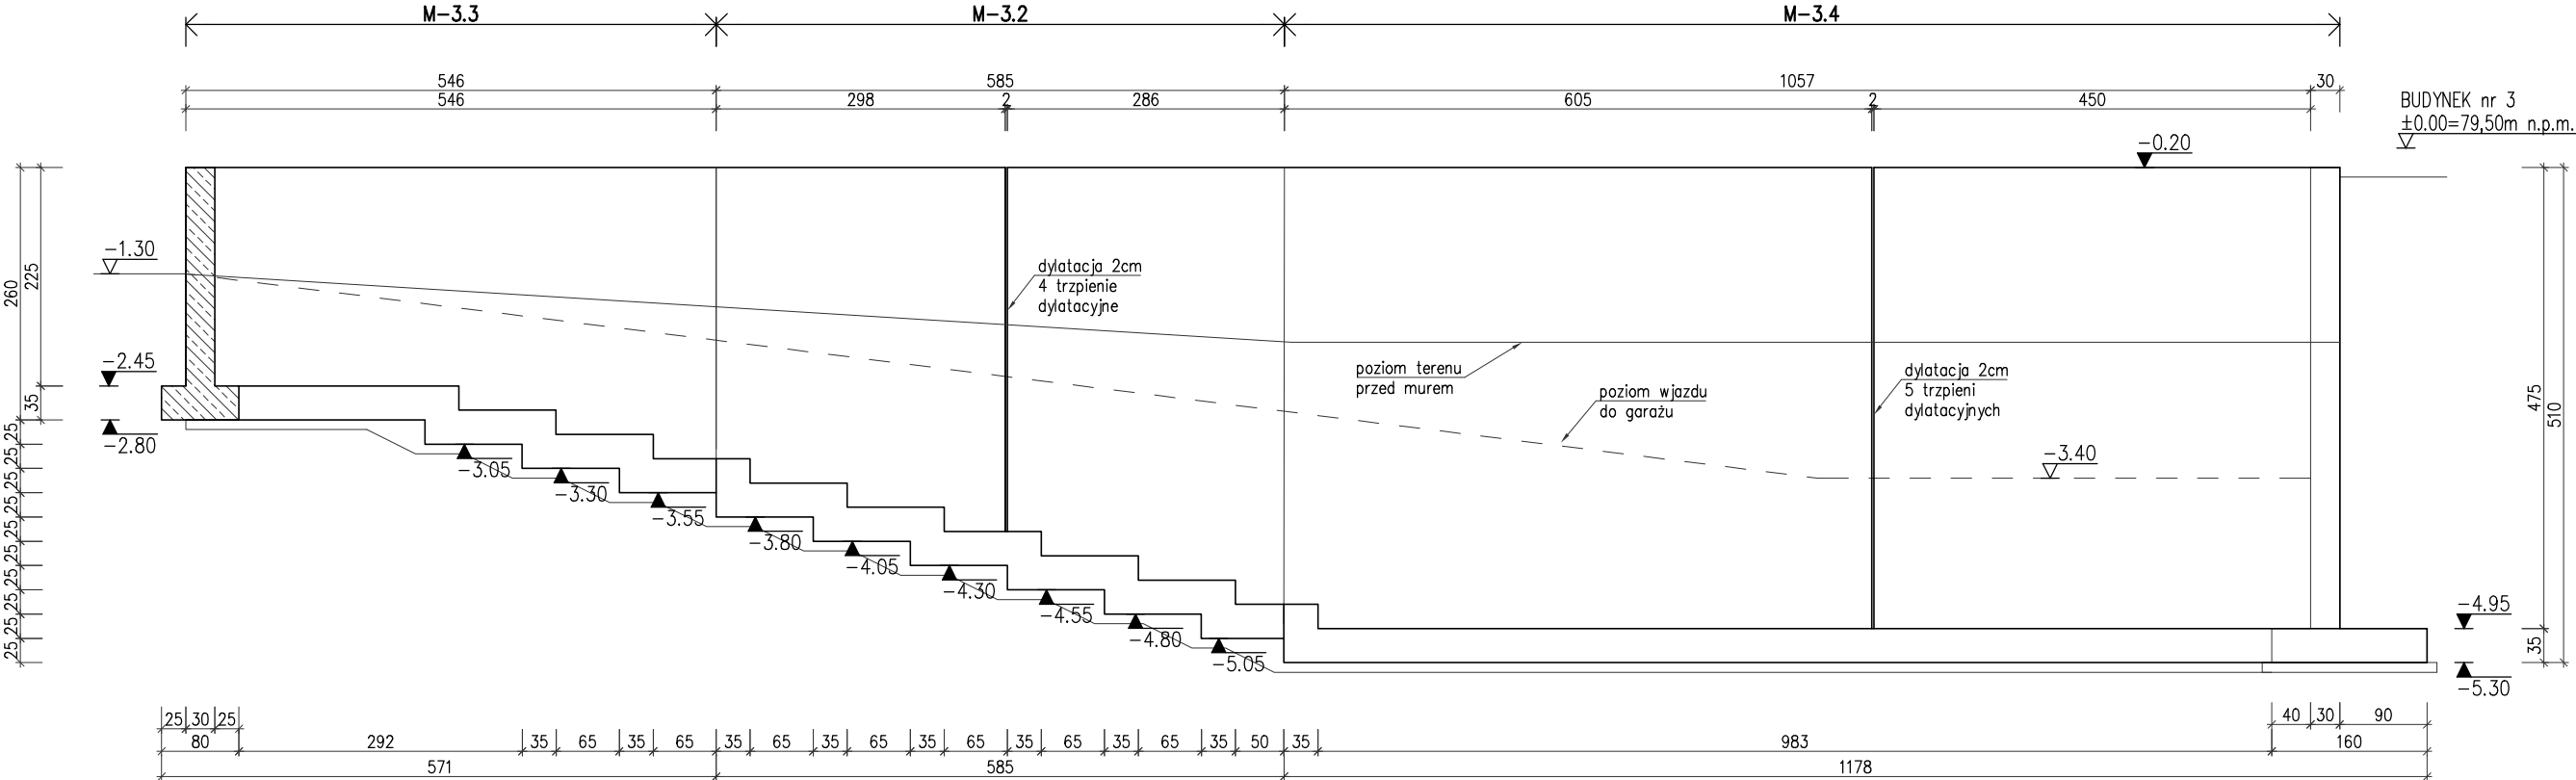 M-3.3 M-3.2 M-3.4
546 585 1057 30
546 298 2 286 605 2 450
BUDYNEK nr 3
±0.00=79,50m n.p.m.
-0.20
-1.30
dylatacja 2cm
4 trzpienie
dylatacyjne
260 225
-2.45
poziom terenu
przed murem
poziom wjazdu
do garażu
dylatacja 2cm
5 trzpieni
dylatacyjnych
35
475 510
-2.80
-3.40
25 25 25 25 25 25 25 25 25 25
-3.05
-3.30
-3.55
-3.80
-4.05
-4.30
-4.55
-4.80
-5.05
-4.95
35
-5.30
25 30 25 40 30 90
80 292 35 65 35 65 35 65 35 65 35 65 35 65 35 65 35 50 35 983 160
571 585 1178